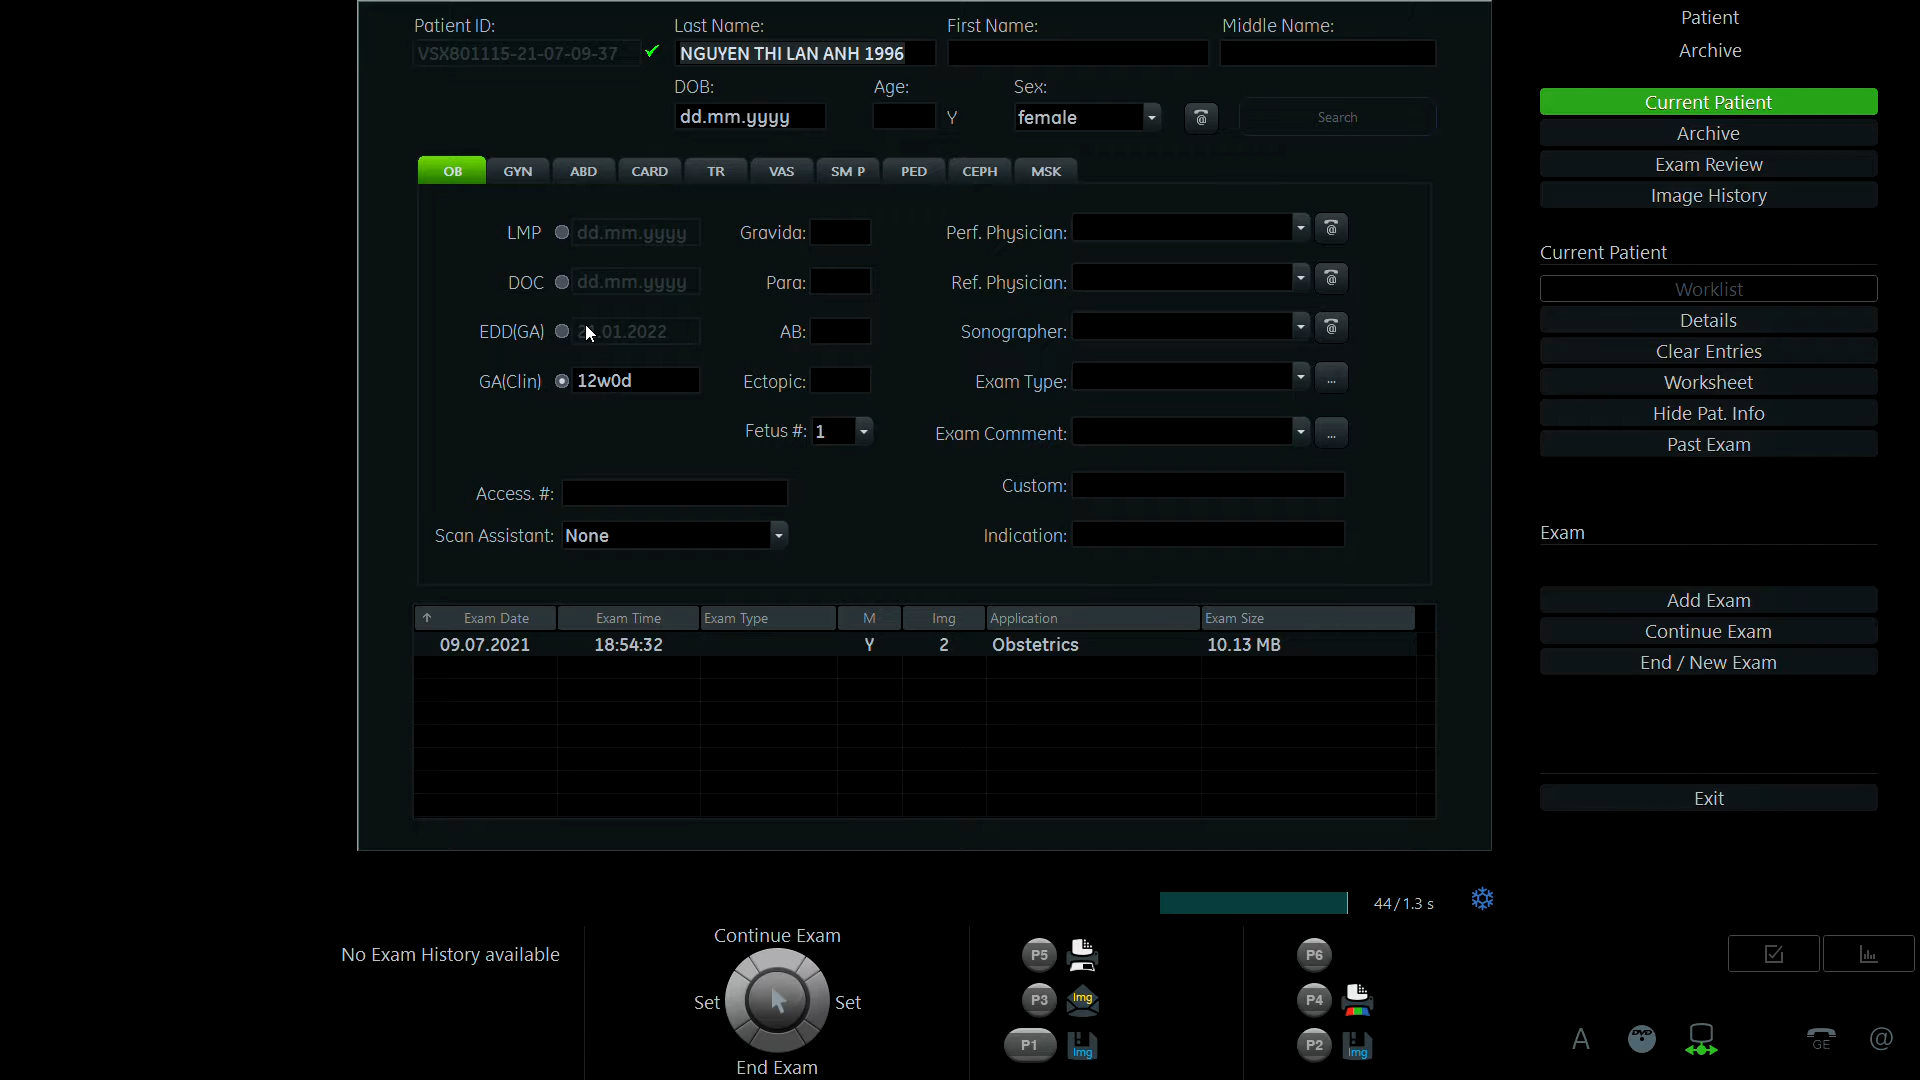 Patient ID: Last Name: First Name: Middle Name:
VSX801115-21-07-09-37 NGUYEN THI LAN ANH 1996
DOB: Age: Sex:
dd.mm.yyyy Y female Search
OB GYN ABD CARD TR VAS SM P PED CEPH MSK
LMP dd.mm.yyyy Gravida: Perf. Physician:
DOC dd.mm.yyyy Para: Ref. Physician:
EDD(GA) .01.2022 AB: Sonographer:
GA(Clin) 12w0d Ectopic: Exam Type: ...
Fetus #: 1 Exam Comment: ...
Access. #: Custom:
Scan Assistant: None Indication:
Exam Date Exam Time Exam Type M Img Application Exam Size
09.07.2021 18:54:32 Y 2 Obstetrics 10.13 MB
Patient
Archive
Current Patient
Archive
Exam Review
Image History
Current Patient
Worklist
Details
Clear Entries
Worksheet
Hide Pat. Info
Past Exam
Exam
Add Exam
Continue Exam
End / New Exam
Exit
44/1.3 s
No Exam History available
Continue Exam
Set Set
End Exam
P5 P6
P3 Img P4
P1 Img P2 Img
A DVD GE @